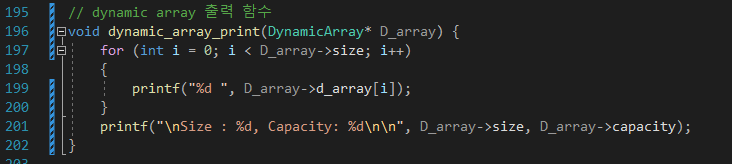 195 // dynamic array 출력 함수
196 void dynamic_array_print(DynamicArray* D_array) {
197 for (int i = 0; i < D_array->size; i++)
198 {
199 printf("%d ", D_array->d_array[i]);
200 }
201 printf("\nSize : %d, Capacity: %d\n\n", D_array->size, D_array->capacity);
202 }